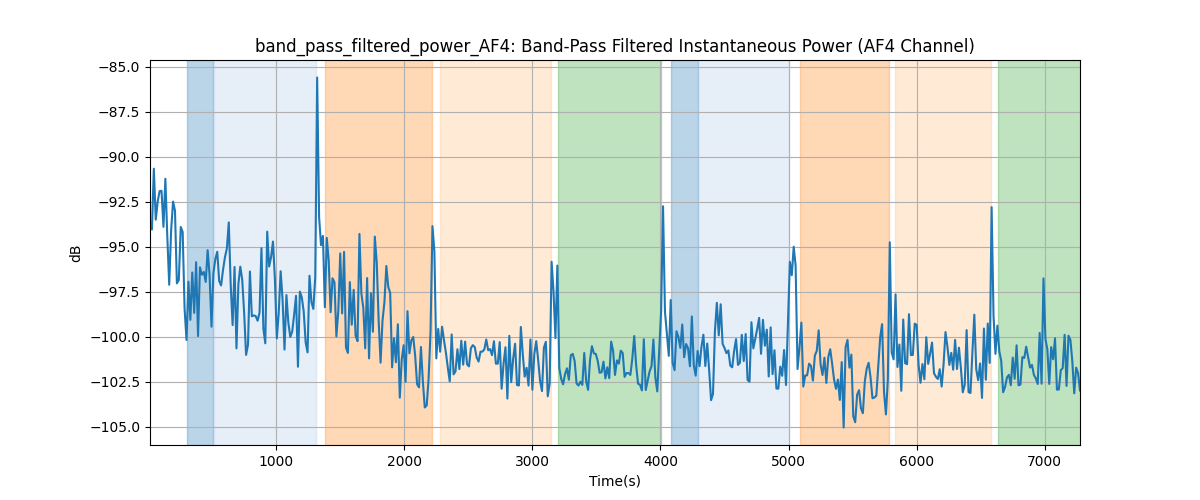 band_pass_filtered_power_AF4: Band-Pass Filtered Instantaneous Power (AF4 Channel)
−85.0
−87.5
−90.0
−92.5
−95.0
−97.5
−100.0
−102.5
−105.0
dB
1000 2000 3000 4000 5000 6000 7000
Time(s)